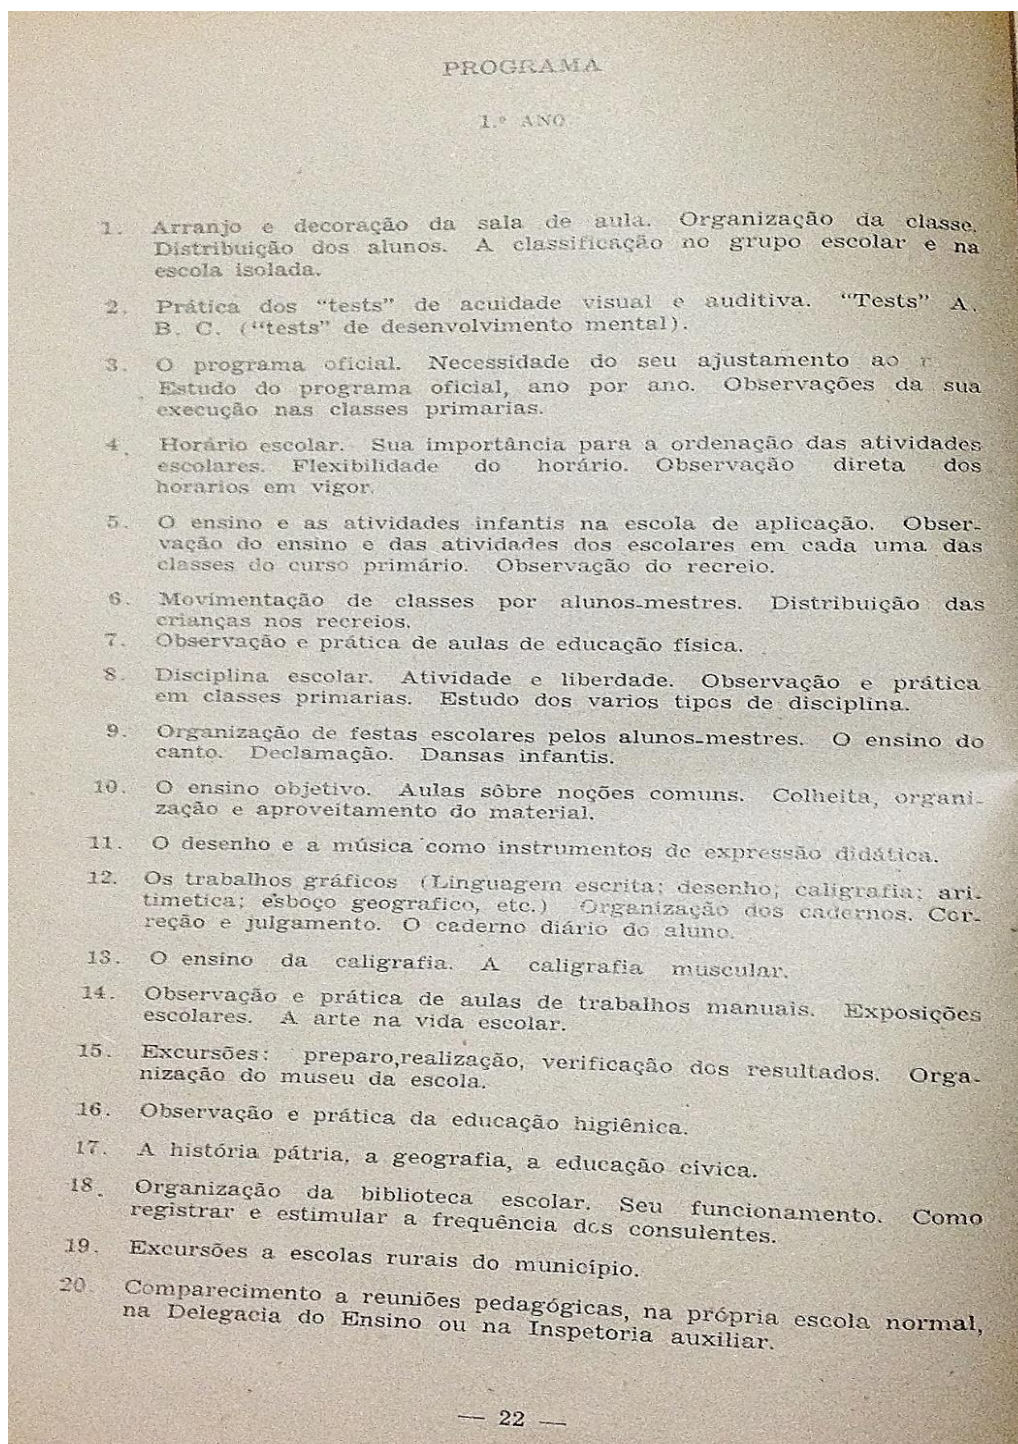 PROGRAMA
1.º ANO
1. Arranjo e decoração da sala de aula. Organização da classe.
Distribuição dos alunos. A classificação no grupo escolar e na
escola isolada.
2. Prática dos “tests” de acuidade visual e auditiva. “Tests” A.
B. C. (“tests” de desenvolvimento mental).
3. O programa oficial. Necessidade do seu ajustamento ao
Estudo do programa oficial, ano por ano. Observações da sua
execução nas classes primarias.
4. Horário escolar. Sua importância para a ordenação das atividades
escolares. Flexibilidade do horário. Observação direta dos
horarios em vigor.
5. O ensino e as atividades infantis na escola de aplicação. Obser-
vação do ensino e das atividades dos escolares em cada uma das
classes do curso primário. Observação do recreio.
6. Movimentação de classes por alunos-mestres. Distribuição das
crianças nos recreios.
7. Observação e prática de aulas de educação física.
8. Disciplina escolar. Atividade e liberdade. Observação e prática
em classes primarias. Estudo dos varios tipos de disciplina.
9. Organização de festas escolares pelos alunos-mestres. O ensino do
canto. Declamação. Dansas infantis.
10. O ensino objetivo. Aulas sôbre noções comuns. Colheita, organi-
zação e aproveitamento do material.
11. O desenho e a música como instrumentos de expressão didática.
12. Os trabalhos gráficos (Linguagem escrita; desenho; caligrafia; ari-
timetica; esboço geografico, etc.) Organização dos cadernos. Cor-
reção e julgamento. O caderno diário do aluno.
13. O ensino da caligrafia. A caligrafia muscular.
14. Observação e prática de aulas de trabalhos manuais. Exposições
escolares. A arte na vida escolar.
15. Excursões: preparo,realização, verificação dos resultados. Orga-
nização do museu da escola.
16. Observação e prática da educação higiênica.
17. A história pátria, a geografia, a educação cívica.
18. Organização da biblioteca escolar. Seu funcionamento. Como
registrar e estimular a frequência dos consulentes.
19. Excursões a escolas rurais do município.
20. Comparecimento a reuniões pedagógicas, na própria escola normal,
na Delegacia do Ensino ou na Inspetoria auxiliar.
— 22 —